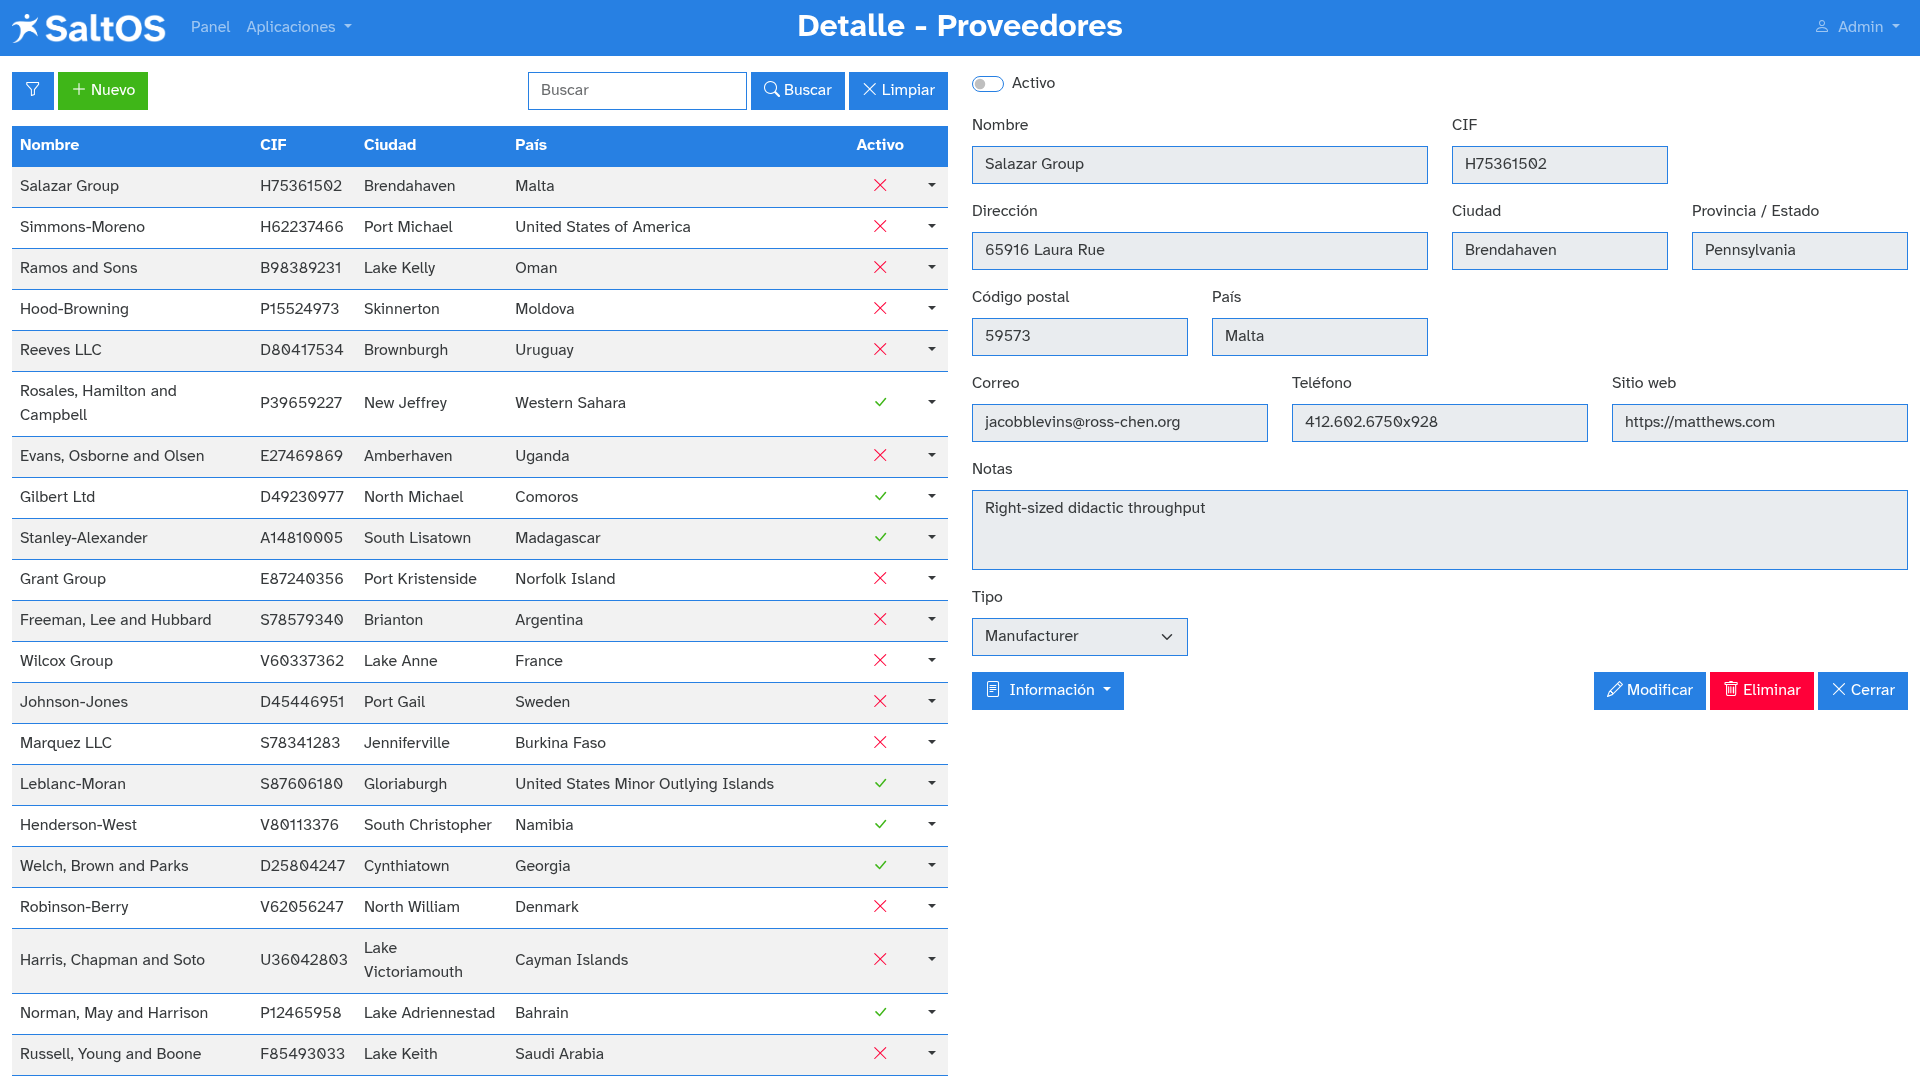 SaltOS Panel Aplicaciones Detalle - Proveedores Admin
Nuevo Buscar Buscar Limpiar
Nombre CIF Ciudad País Activo
Salazar Group H75361502 Brendahaven Malta
Simmons-Moreno H62237466 Port Michael United States of America
Ramos and Sons B98389231 Lake Kelly Oman
Hood-Browning P15524973 Skinnerton Moldova
Reeves LLC D80417534 Brownburgh Uruguay
Rosales, Hamilton and
Campbell P39659227 New Jeffrey Western Sahara
Evans, Osborne and Olsen E27469869 Amberhaven Uganda
Gilbert Ltd D49230977 North Michael Comoros
Stanley-Alexander A14810005 South Lisatown Madagascar
Grant Group E87240356 Port Kristenside Norfolk Island
Freeman, Lee and Hubbard S78579340 Brianton Argentina
Wilcox Group V60337362 Lake Anne France
Johnson-Jones D45446951 Port Gail Sweden
Marquez LLC S78341283 Jenniferville Burkina Faso
Leblanc-Moran S87606180 Gloriaburgh United States Minor Outlying Islands
Henderson-West V80113376 South Christopher Namibia
Welch, Brown and Parks D25804247 Cynthiatown Georgia
Robinson-Berry V62056247 North William Denmark
Harris, Chapman and Soto U36042803 Lake
Victoriamouth Cayman Islands
Norman, May and Harrison P12465958 Lake Adriennestad Bahrain
Russell, Young and Boone F85493033 Lake Keith Saudi Arabia
Activo
Nombre CIF
Salazar Group H75361502
Dirección Ciudad Provincia / Estado
65916 Laura Rue Brendahaven Pennsylvania
Código postal País
59573 Malta
Correo Teléfono Sitio web
jacobblevins@ross-chen.org 412.602.6750x928 https://matthews.com
Notas
Right-sized didactic throughput
Tipo
Manufacturer
Información Modificar Eliminar Cerrar